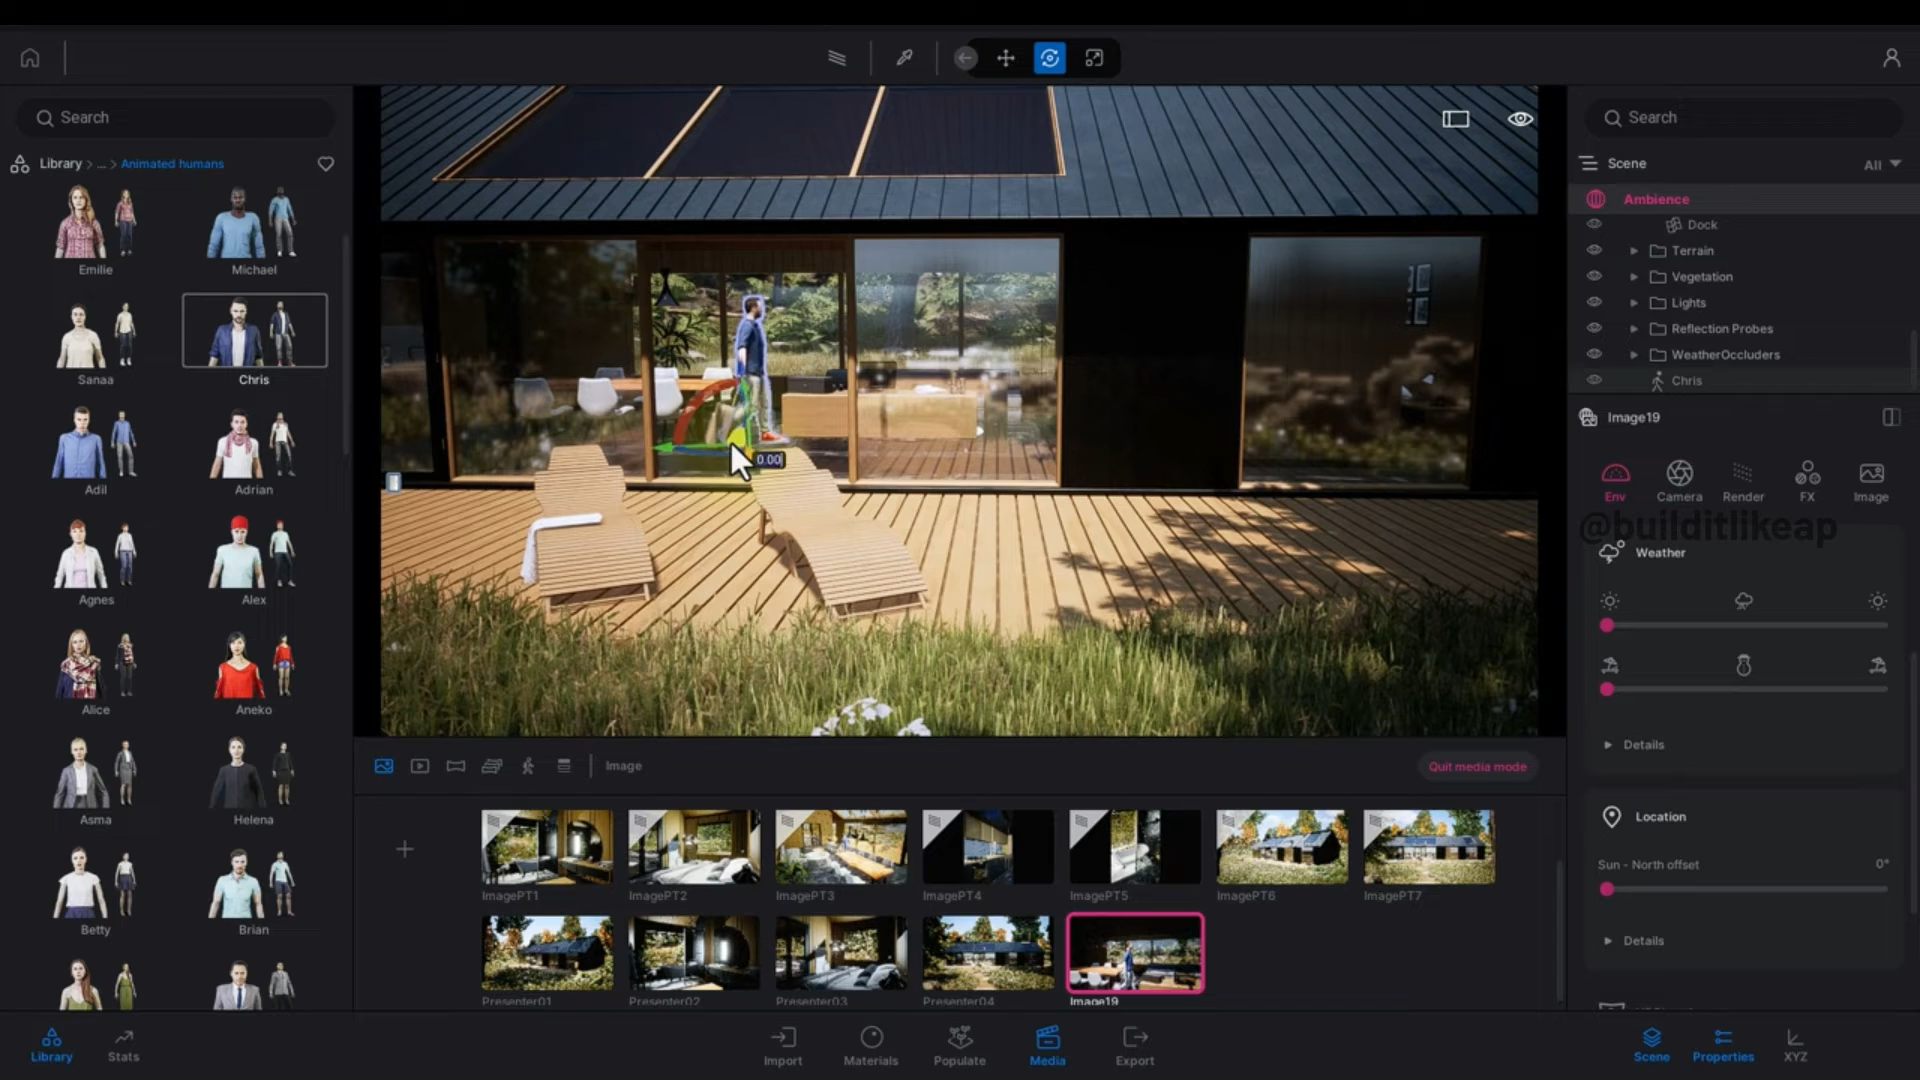 Search
Search
Library > ... > Animated humans
Scene
All
Ambience
Dock
Terrain
Vegetation
Lights
Reflection Probes
WeatherOccluders
Chris
Emilie
Michael
Sanaa
Chris
Adil
Adrian
Agnes
Alex
Alice
Aneko
Asma
Helena
Betty
Brian
0.00
Image19
Env
Camera
Render
FX
Image
@builditlikeap
Weather
Details
Location
Sun - North offset
0°
Details
Image
Quit media mode
ImagePT1
ImagePT2
ImagePT3
ImagePT4
ImagePT5
ImagePT6
ImagePT7
Presenter01
Presenter02
Presenter03
Presenter04
Image19
Library
Stats
Import
Materials
Populate
Media
Export
Scene
Properties
XYZ